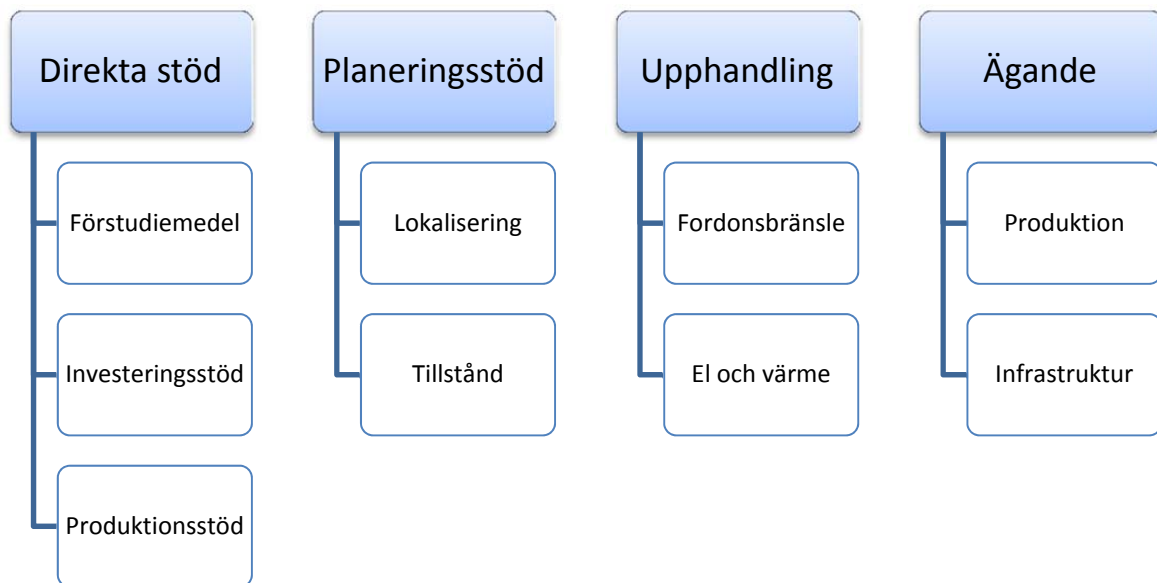 Direkta stöd
Förstudiemedel
Investeringsstöd
Produktionsstöd
Planeringsstöd
Lokalisering
Tillstånd
Upphandling
Fordonsbränsle
El och värme
Ägande
Produktion
Infrastruktur